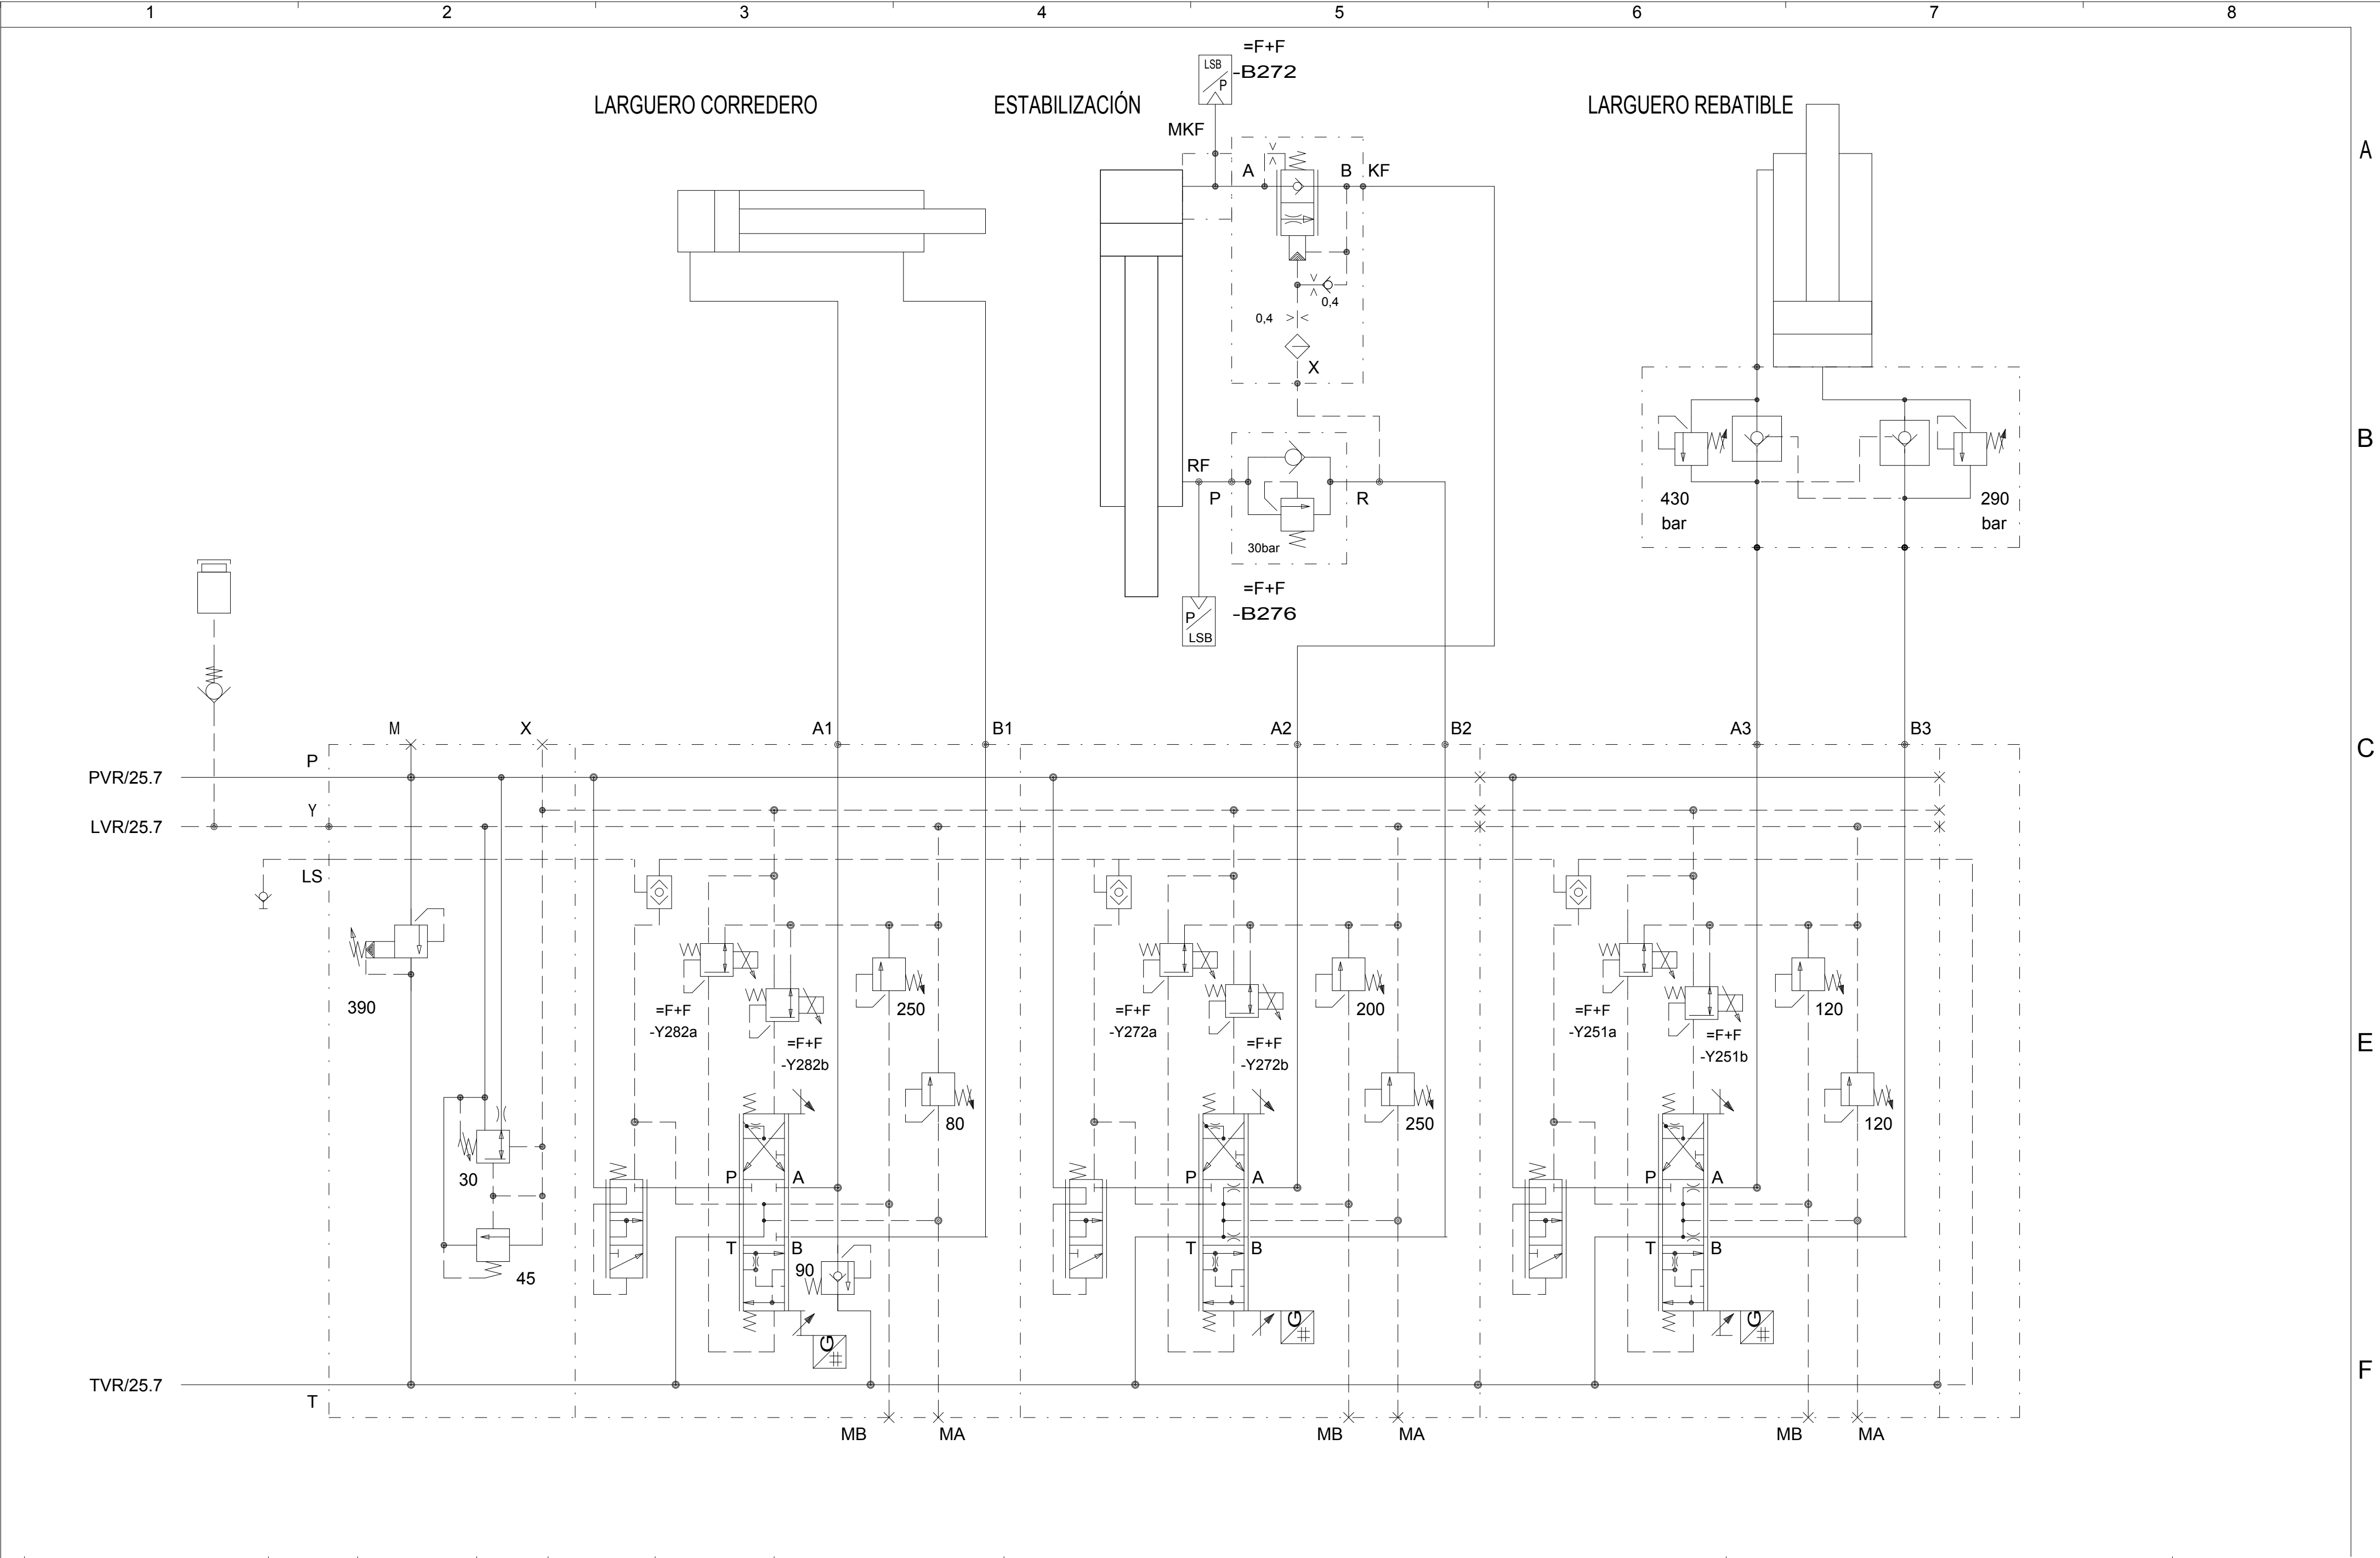 1 2 3 4 5 6 7 8
=F+F
-B272
LSB
P
LARGUERO CORREDERO
ESTABILIZACIÓN
LARGUERO REBATIBLE
MKF
A
A B KF
0,4
0,4
X
B
RF
P R
430
bar
290
bar
30bar
=F+F
-B276
P
LSB
M X A1 B1 A2 B2 A3 B3
C
P
PVR/25.7
Y
LVR/25.7
LS
390
=F+F
-Y282a
250
=F+F
-Y282b
=F+F
-Y272a
200
=F+F
-Y272b
=F+F
-Y251a
120
=F+F
-Y251b
E
80
250
120
30
P A
P A
P A
T B
T B
T B
90
45
G
#
G
#
G
#
TVR/25.7
F
T
MB MA
MB MA
MB MA